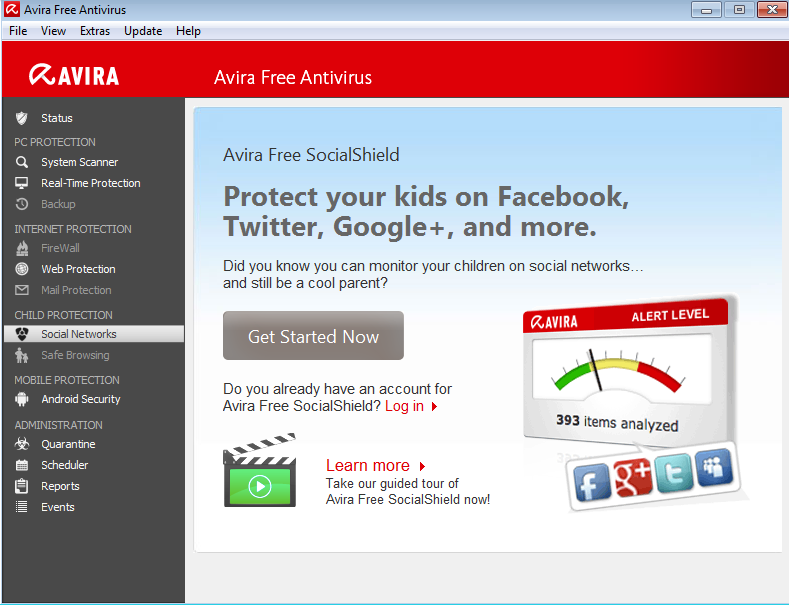 Avira Free Antivirus
File View Extras Update Help
AVIRA
Avira Free Antivirus
Status
PC PROTECTION
System Scanner
Real-Time Protection
Backup
INTERNET PROTECTION
FireWall
Web Protection
Mail Protection
CHILD PROTECTION
Social Networks
Safe Browsing
MOBILE PROTECTION
Android Security
ADMINISTRATION
Quarantine
Scheduler
Reports
Events
Avira Free SocialShield
Protect your kids on Facebook,
Twitter, Google+, and more.
Did you know you can monitor your children on social networks…
and still be a cool parent?
Get Started Now
Do you already have an account for
Avira Free SocialShield? Log in
Learn more
Take our guided tour of
Avira Free SocialShield now!
AVIRA ALERT LEVEL
393 items analyzed
f g+ t